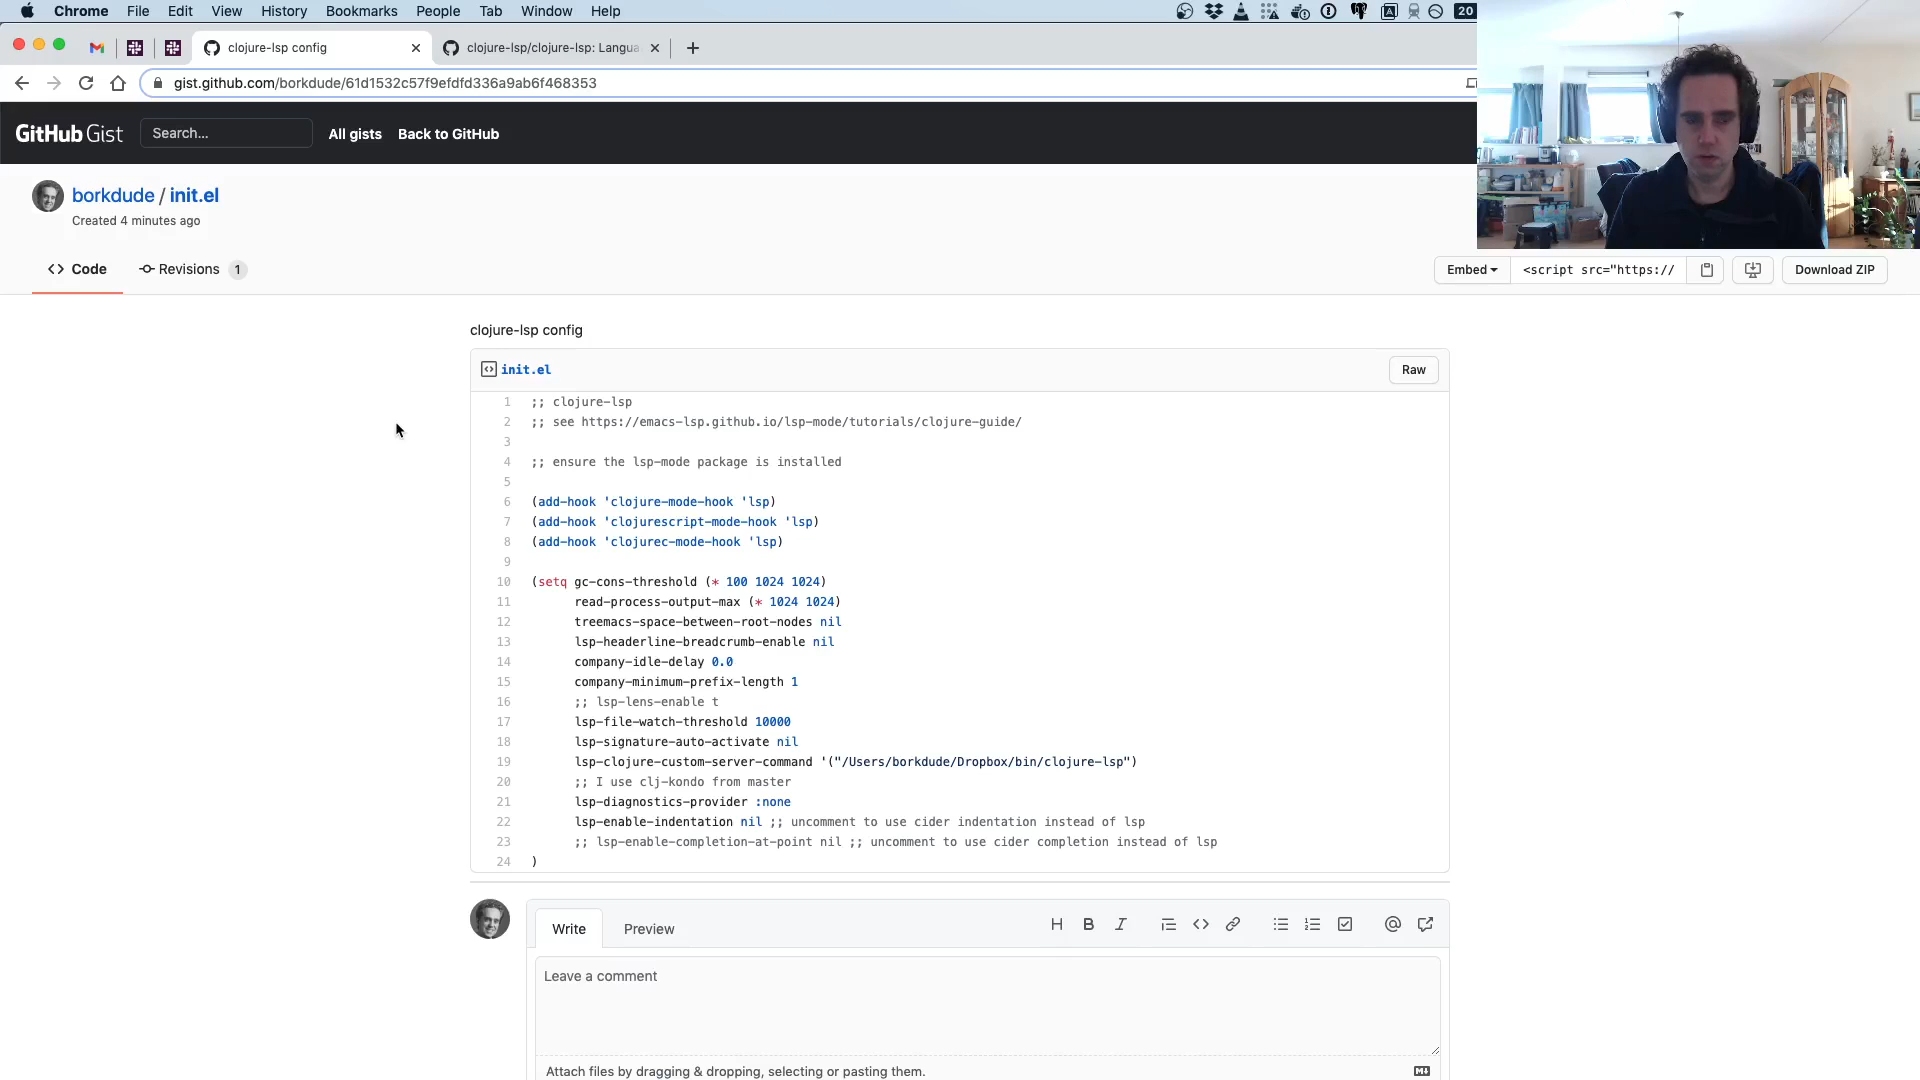 Chrome File Edit View History Bookmarks People Tab Window Help 20
clojure-lsp config clojure-lsp/clojure-lsp: Langua
gist.github.com/borkdude/61d1532c57f9efdfd336a9ab6f468353
GitHub Gist Search... All gists Back to GitHub
borkdude / init.el
Created 4 minutes ago
Code Revisions 1 Embed <script src="https:// Download ZIP
clojure-lsp config
init.el Raw
1 ;; clojure-lsp
2 ;; see https://emacs-lsp.github.io/lsp-mode/tutorials/clojure-guide/
3
4 ;; ensure the lsp-mode package is installed
5
6 (add-hook 'clojure-mode-hook 'lsp)
7 (add-hook 'clojurescript-mode-hook 'lsp)
8 (add-hook 'clojurec-mode-hook 'lsp)
9
10 (setq gc-cons-threshold (* 100 1024 1024)
11 read-process-output-max (* 1024 1024)
12 treemacs-space-between-root-nodes nil
13 lsp-headerline-breadcrumb-enable nil
14 company-idle-delay 0.0
15 company-minimum-prefix-length 1
16 ;; lsp-lens-enable t
17 lsp-file-watch-threshold 10000
18 lsp-signature-auto-activate nil
19 lsp-clojure-custom-server-command '("/Users/borkdude/Dropbox/bin/clojure-lsp")
20 ;; I use clj-kondo from master
21 lsp-diagnostics-provider :none
22 lsp-enable-indentation nil ;; uncomment to use cider indentation instead of lsp
23 ;; lsp-enable-completion-at-point nil ;; uncomment to use cider completion instead of lsp
24 )
Write Preview
Leave a comment
Attach files by dragging & dropping, selecting or pasting them.